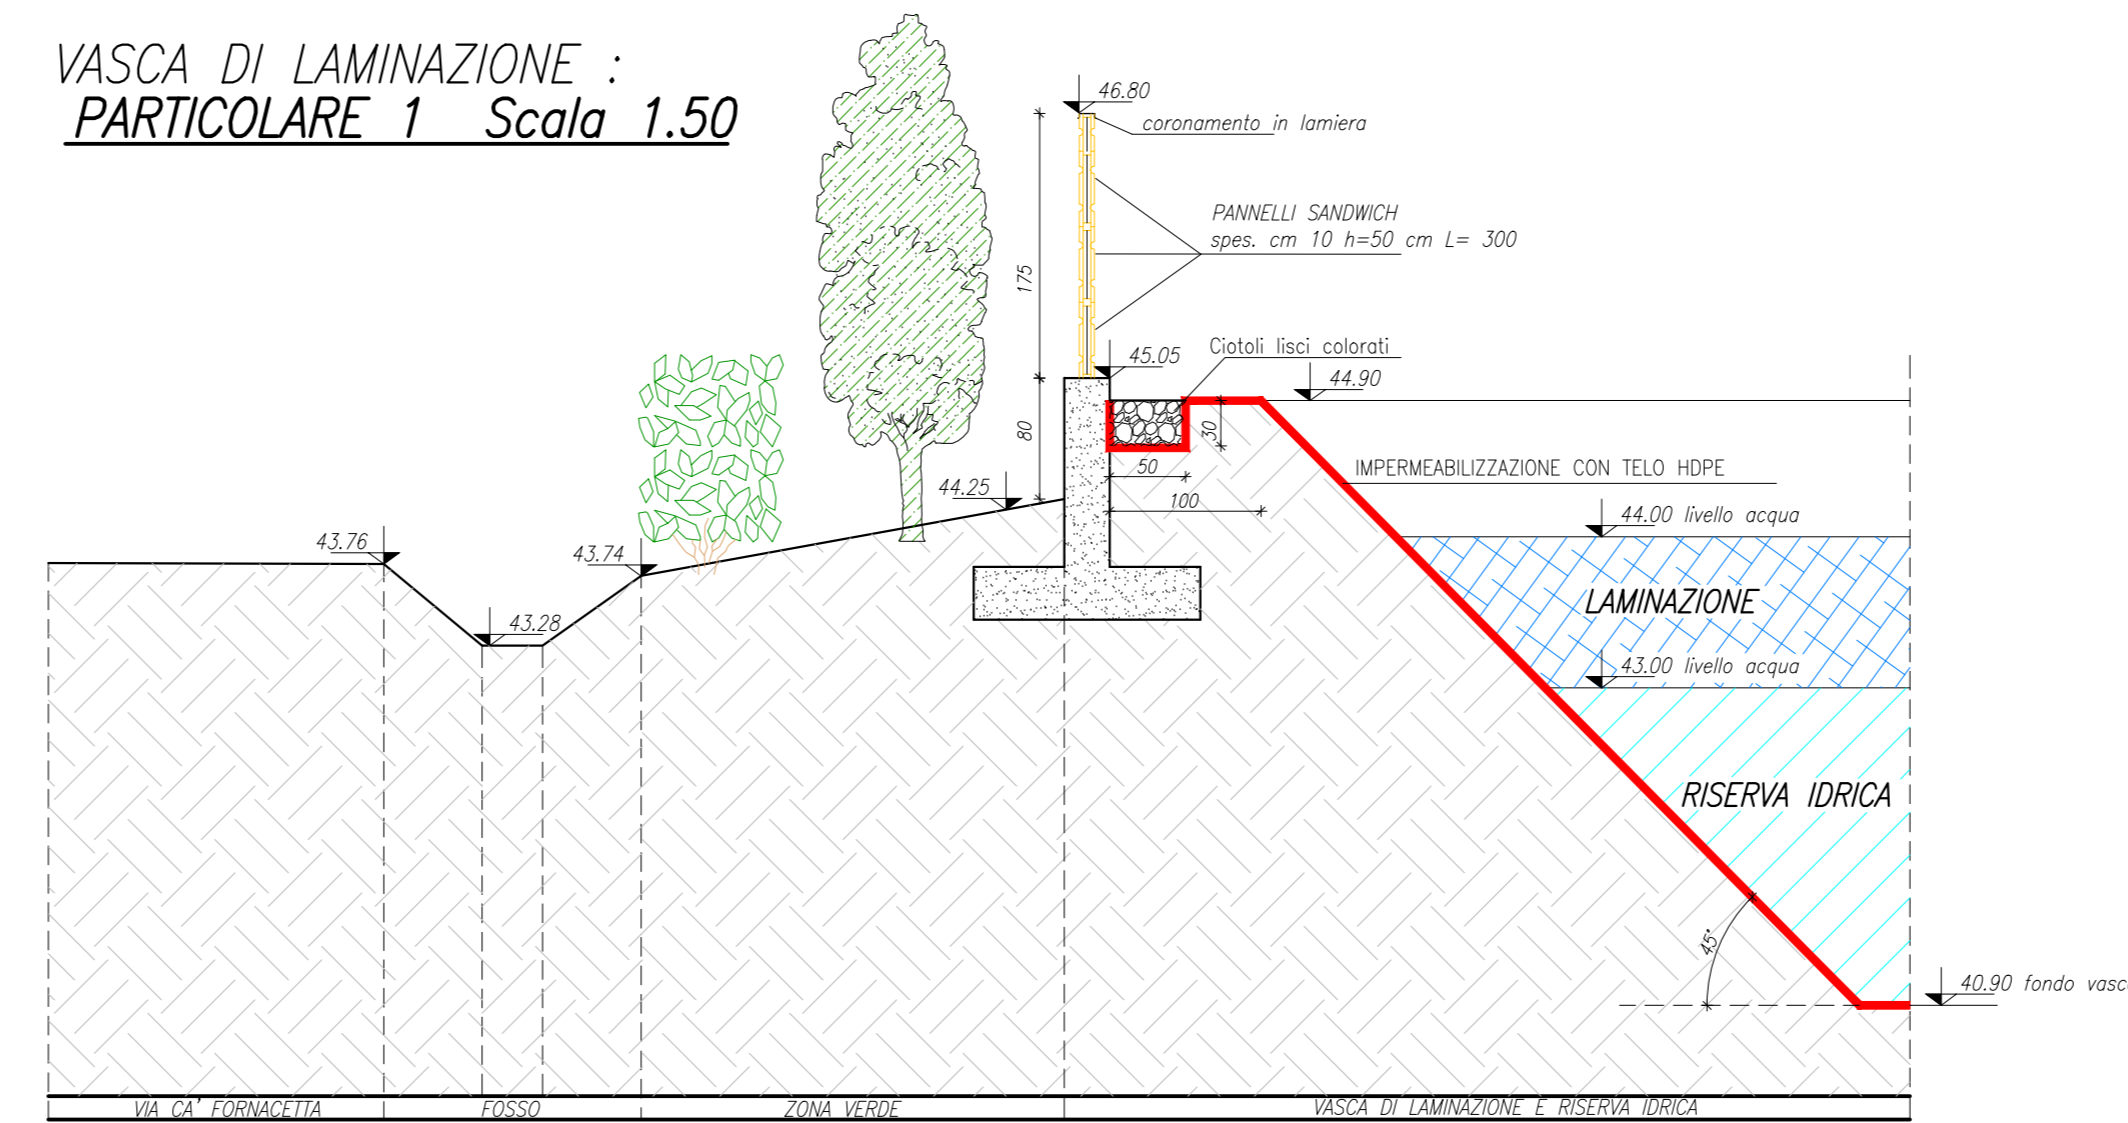 VASCA DI LAMINAZIONE :
PARTICOLARE 1 Scala 1.50
46.80
coronamento in lamiera
PANNELLI SANDWICH
spes. cm 10 h=50 cm L= 300
175
45.05
Ciotoli lisci colorati
44.90
80
30
50
100
IMPERMEABILIZZAZIONE CON TELO HDPE
44.25
44.00 livello acqua
43.76
43.74
LAMINAZIONE
43.28
43.00 livello acqua
RISERVA IDRICA
45°
40.90 fondo vasc
VIA CA' FORNACETTA
FOSSO
ZONA VERDE
VASCA DI LAMINAZIONE E RISERVA IDRICA